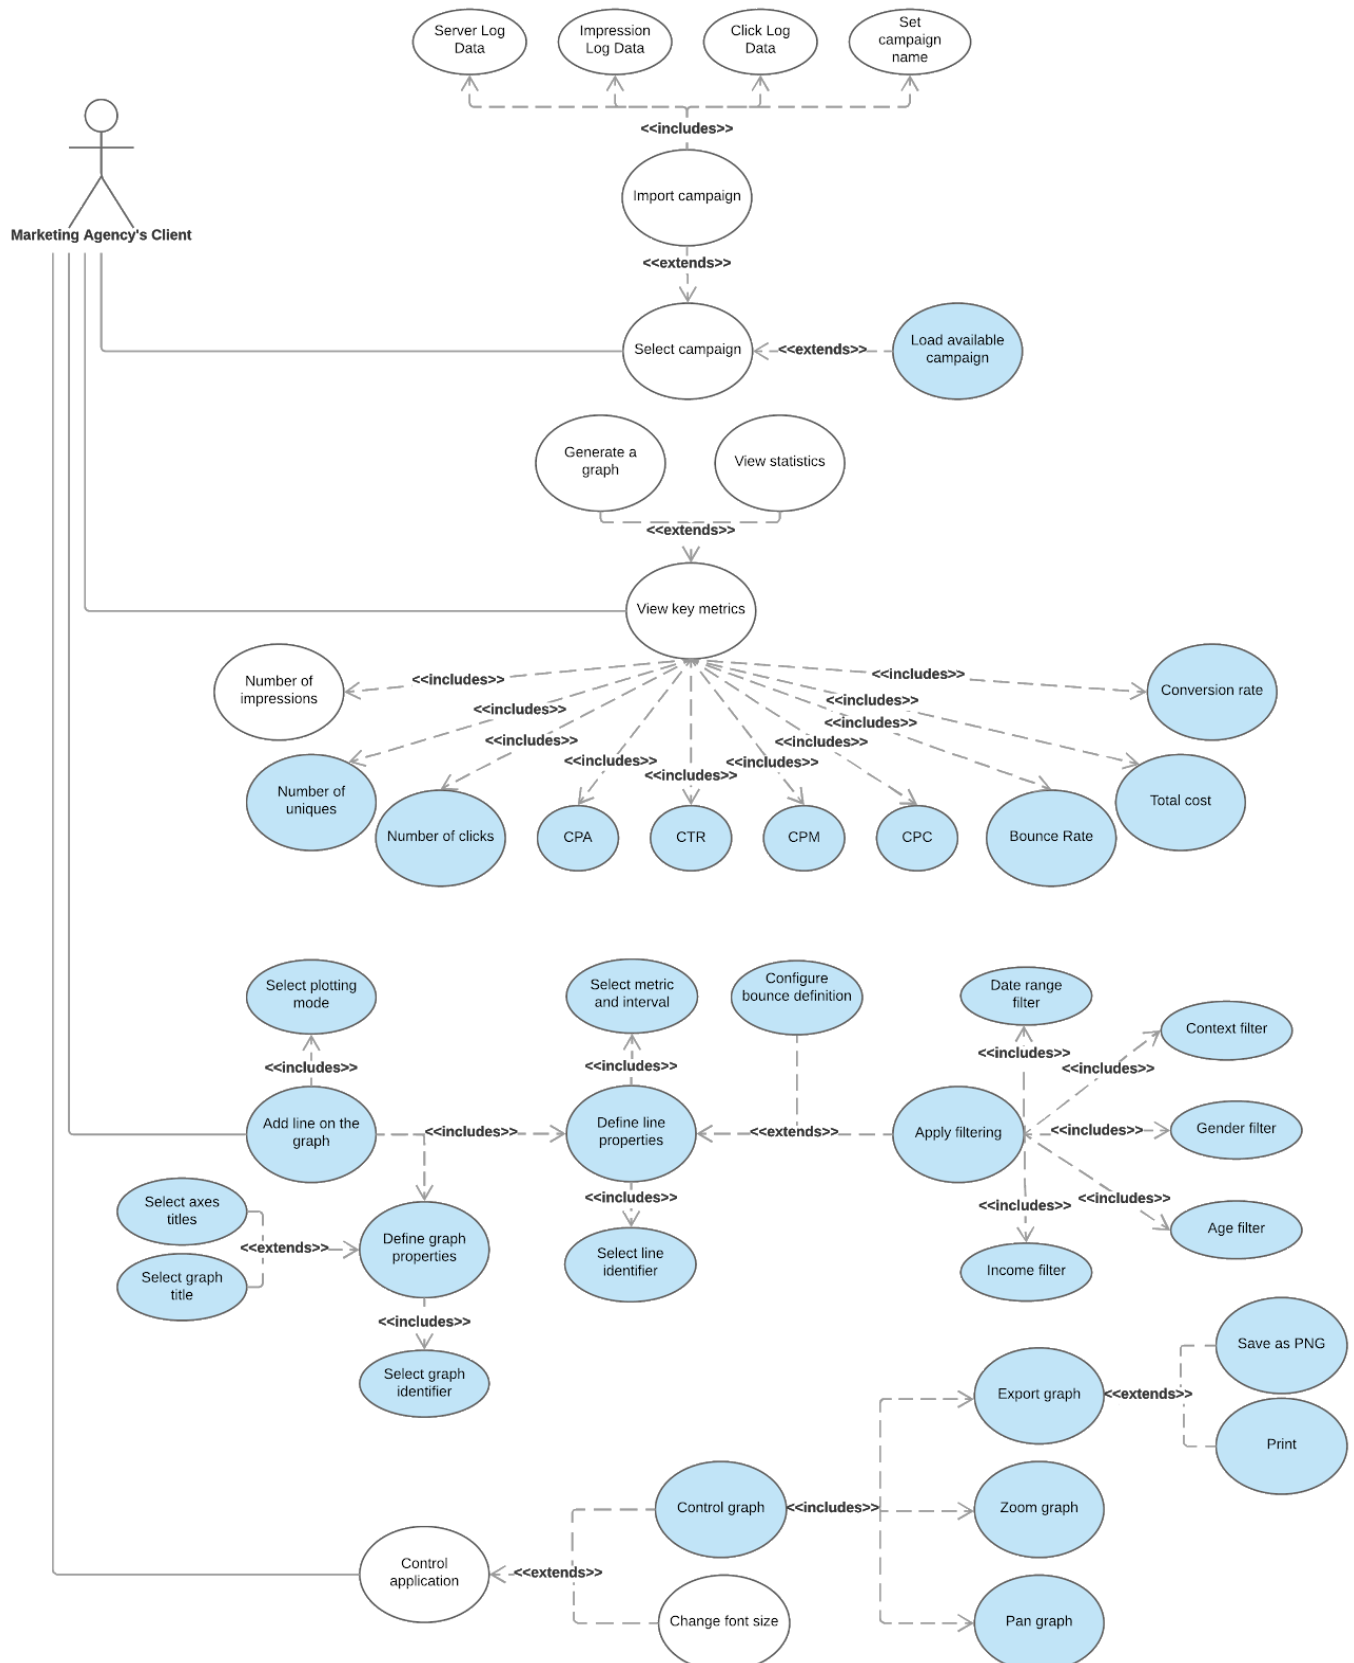 Server Log
Data
Impression
Log Data
Click Log
Data
Set
campaign
name
<<includes>>
Import campaign
Marketing Agency's Client
<<extends>>
Select campaign
<<extends>>
Load available
campaign
Generate a
graph
View statistics
<<extends>>
View key metrics
Number of
impressions
<<includes>>
<<includes>>
Conversion rate
<<includes>>
<<includes>>
<<includes>>
<<includes>>
<<includes>>
<<includes>>
<<includes>>
<<includes>>
Number of
uniques
Number of clicks
CPA
CTR
CPM
CPC
Bounce Rate
Total cost
Select plotting
mode
Select metric
and interval
Configure
bounce definition
Date range
filter
Context filter
<<includes>>
<<includes>>
<<includes>>
<<includes>>
Add line on the
graph
<<includes>>
Define line
properties
<<extends>>
Apply filtering
<<includes>>
Gender filter
Select axes
titles
<<includes>>
<<includes>>
<<includes>>
Age filter
<<extends>>
Define graph
properties
Select line
identifier
Income filter
Select graph
title
<<includes>>
Select graph
identifier
Export graph
<<extends>>
Save as PNG
Print
Control graph
<<includes>>
Zoom graph
Control
application
<<extends>>
Change font size
Pan graph